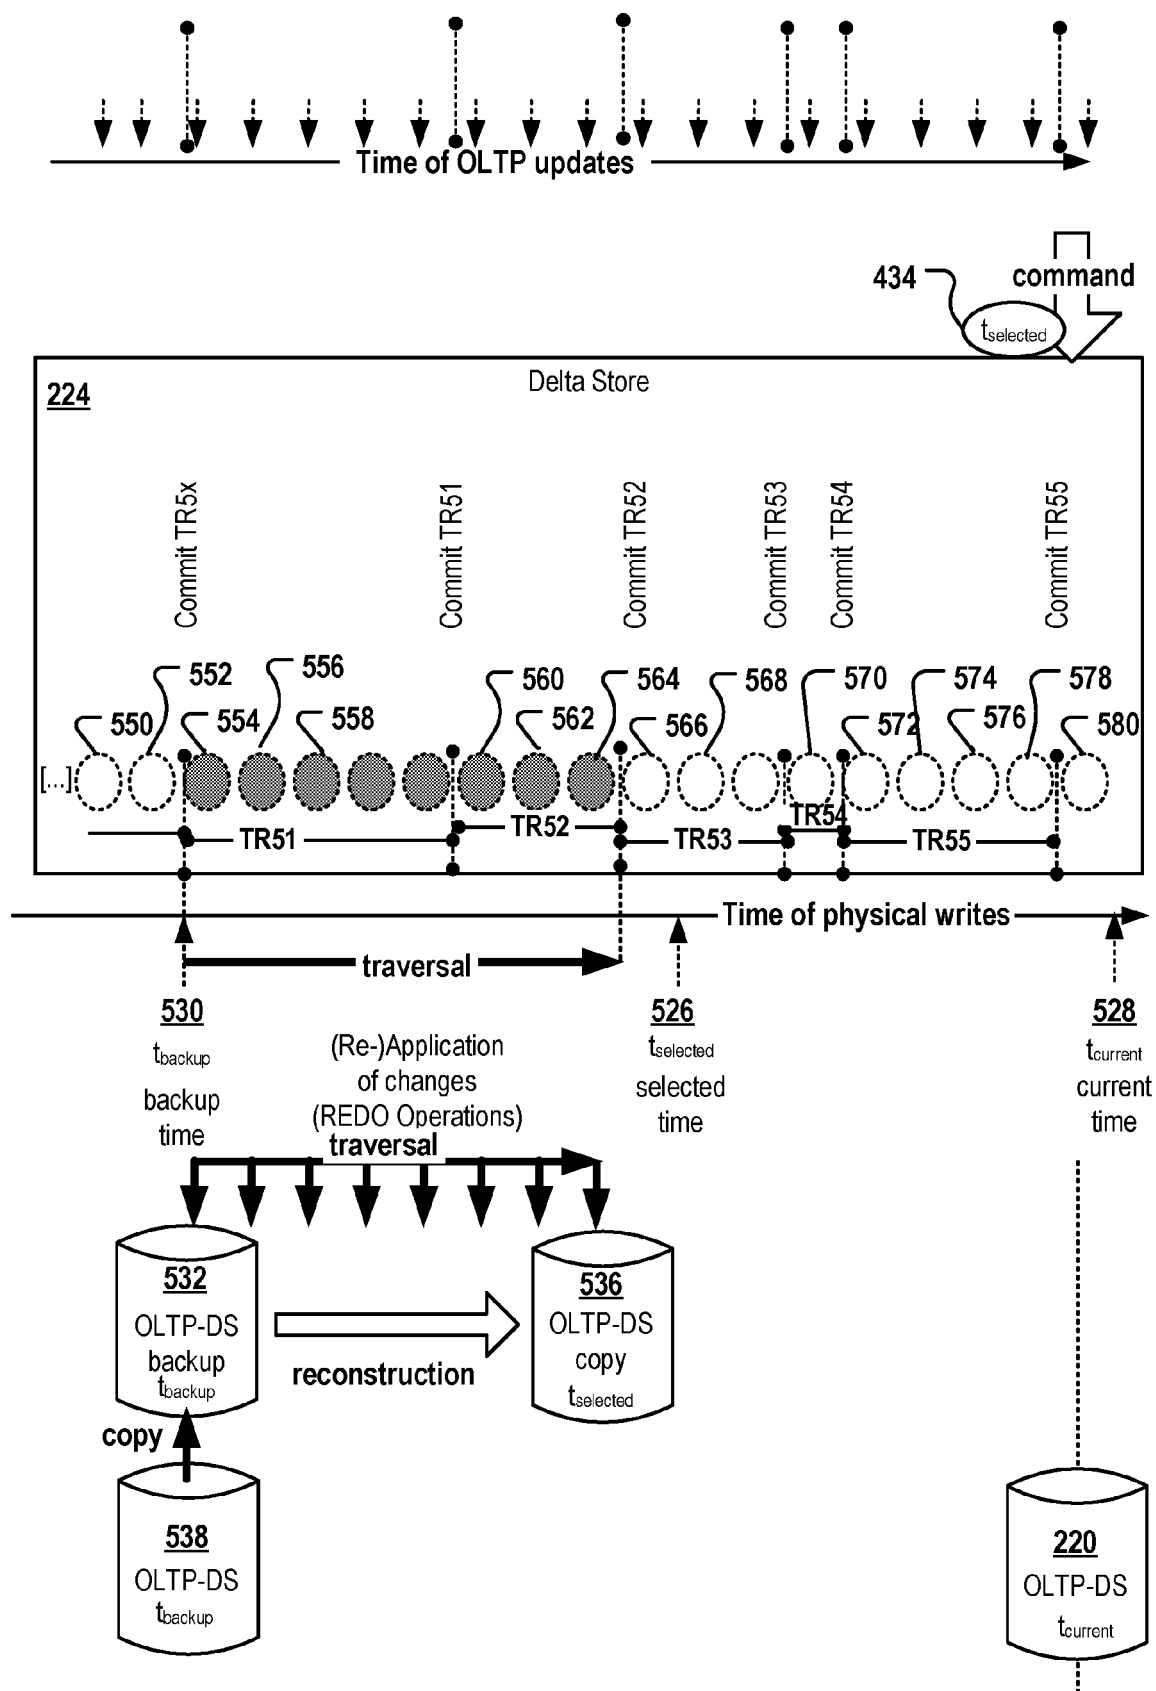 Time of OLTP updates
434
command
tselected
Delta Store
224
Commit TR5x
Commit TR51
Commit TR52
Commit TR53
Commit TR54
Commit TR55
550
552
554
556
558
560
562
564
566
568
570
572
574
576
578
580
[...]
TR51
TR52
TR53
TR54
TR55
Time of physical writes
traversal
530
tbackup
backup
time
526
tselected
selected
time
528
tcurrent
current
time
(Re-)Application
of changes
(REDO Operations)
traversal
532
OLTP-DS
backup
tbackup
reconstruction
536
OLTP-DS
copy
tselected
copy
538
OLTP-DS
tbackup
220
OLTP-DS
tcurrent